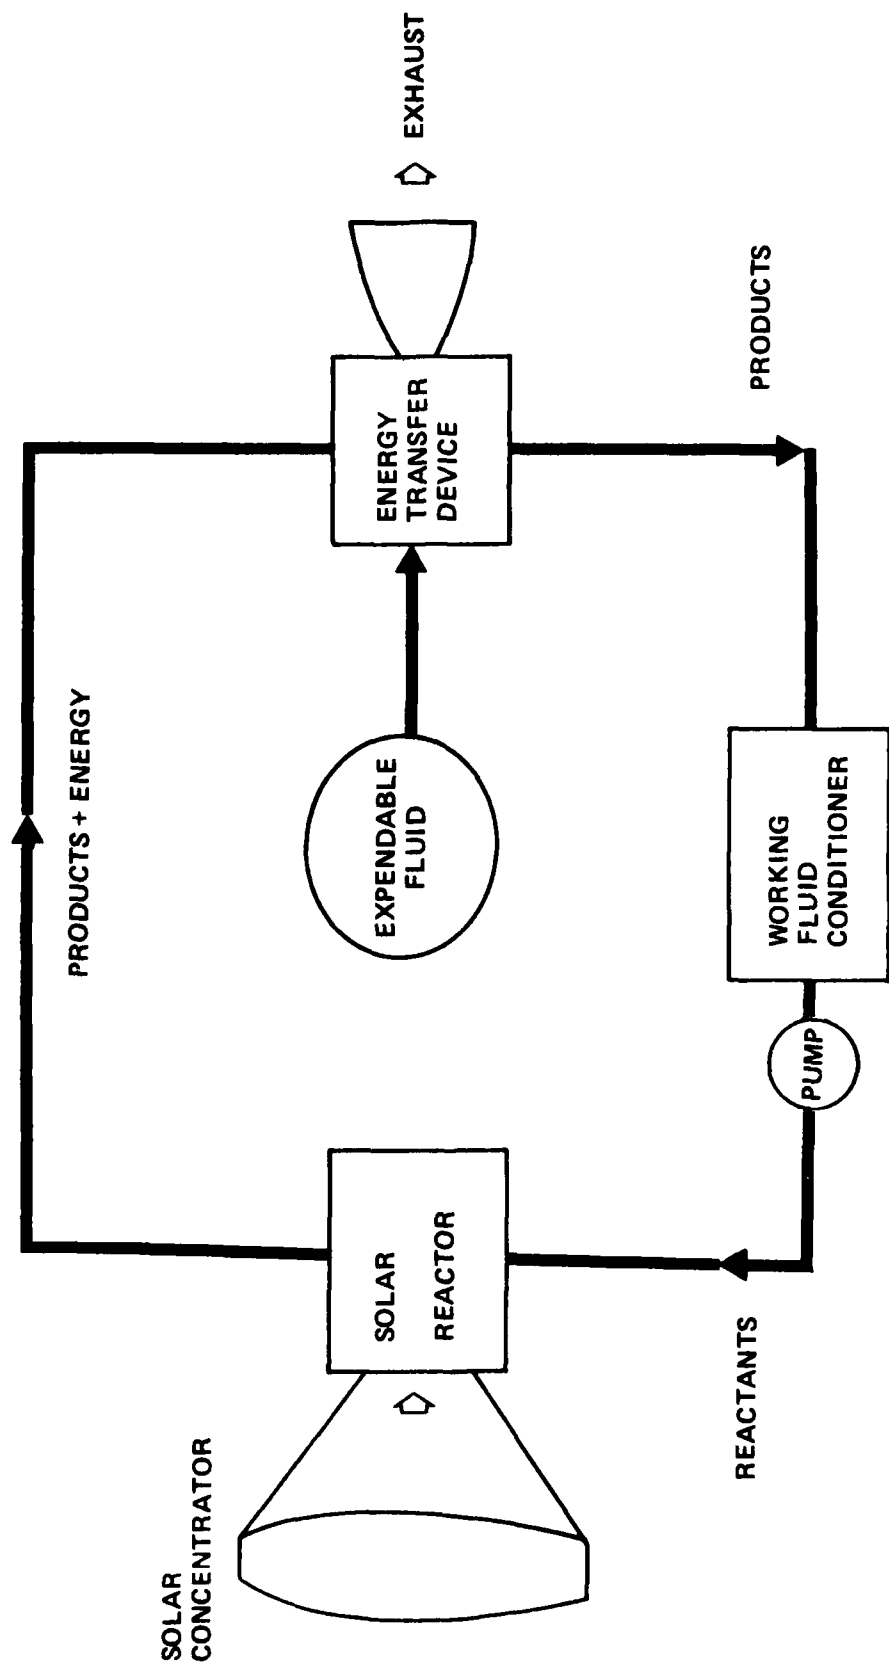 SOLAR
CONCENTRATOR
SOLAR
REACTOR
PRODUCTS + ENERGY
EXPENDABLE
FLUID
ENERGY
TRANSFER
DEVICE
EXHAUST
REACTANTS
PUMP
WORKING
FLUID
CONDITIONER
PRODUCTS